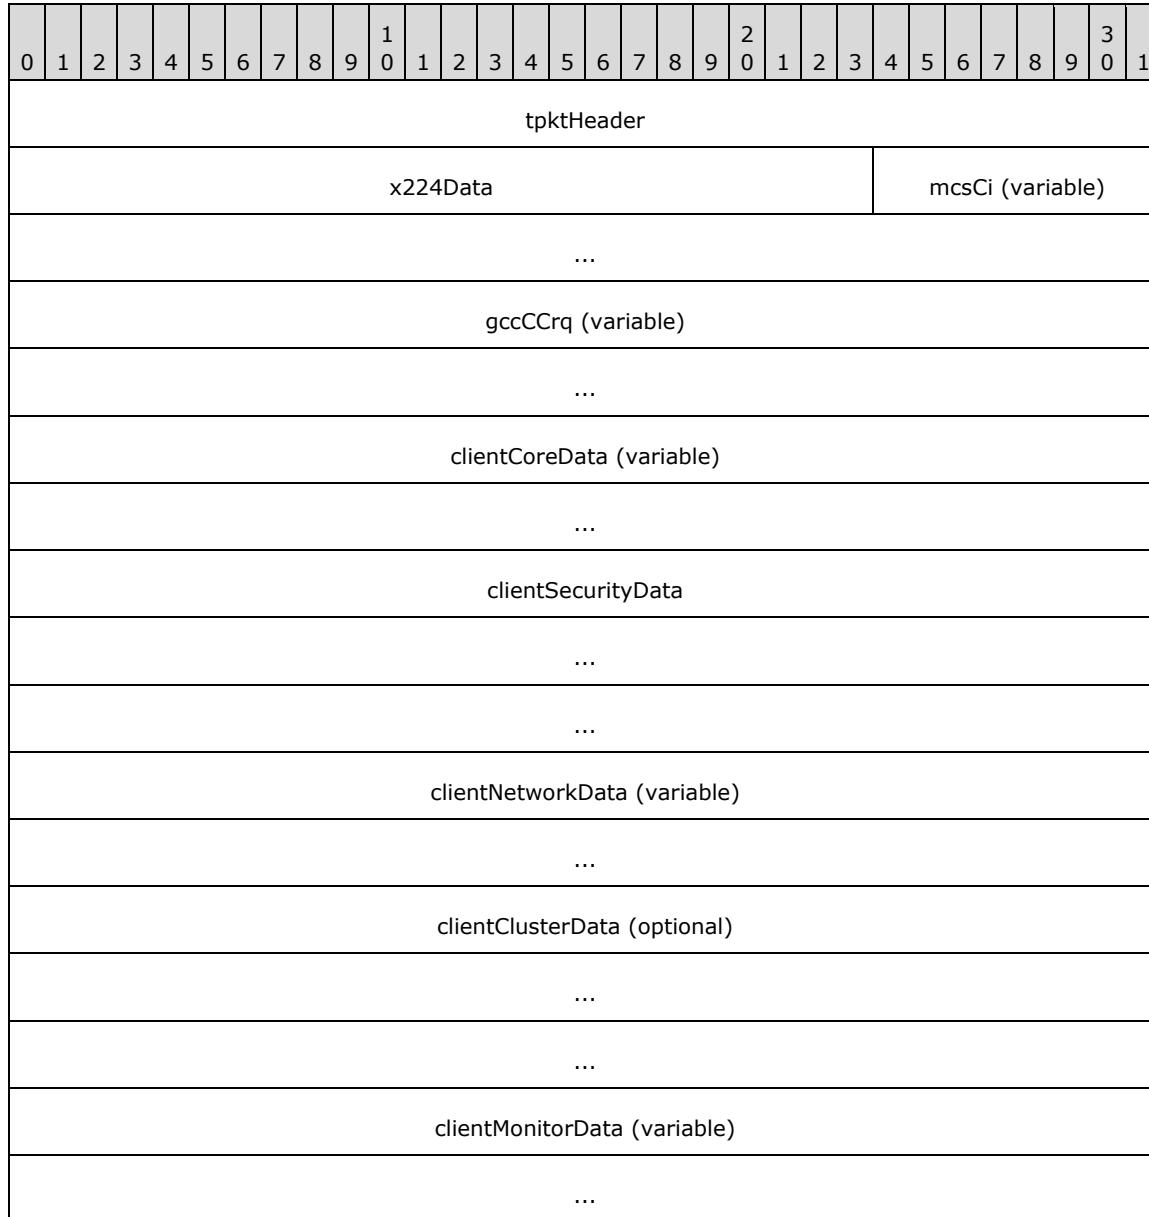 1 2 3
0 1 2 3 4 5 6 7 8 9 0 1 2 3 4 5 6 7 8 9 0 1 2 3 4 5 6 7 8 9 0 1
tpktHeader
x224Data mcsCi (variable)
...
gccCCrq (variable)
...
clientCoreData (variable)
...
clientSecurityData
...
...
clientNetworkData (variable)
...
clientClusterData (optional)
...
...
clientMonitorData (variable)
...